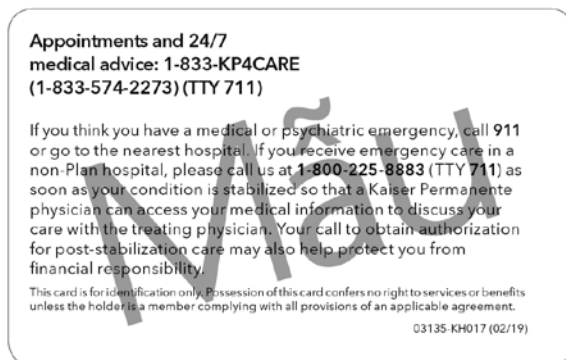 Appointments and 24/7
medical advice: 1-833-KP4CARE
(1-833-574-2273) (TTY 711)
If you think you have a medical or psychiatric emergency, call 911
or go to the nearest hospital. If you receive emergency care in a
non-Plan hospital, please call us at 1-800-225-8883 (TTY 711) as
soon as your condition is stabilized so that a Kaiser Permanente
physician can access your medical information to discuss your
care with the treating physician. Your call to obtain authorization
for post-stabilization care may also help protect you from
financial responsibility.
This card is for identification only. Possession of this card confers no right to services or benefits
unless the holder is a member complying with all provisions of an applicable agreement.
03135-KH017 (02/19)
Mẫu